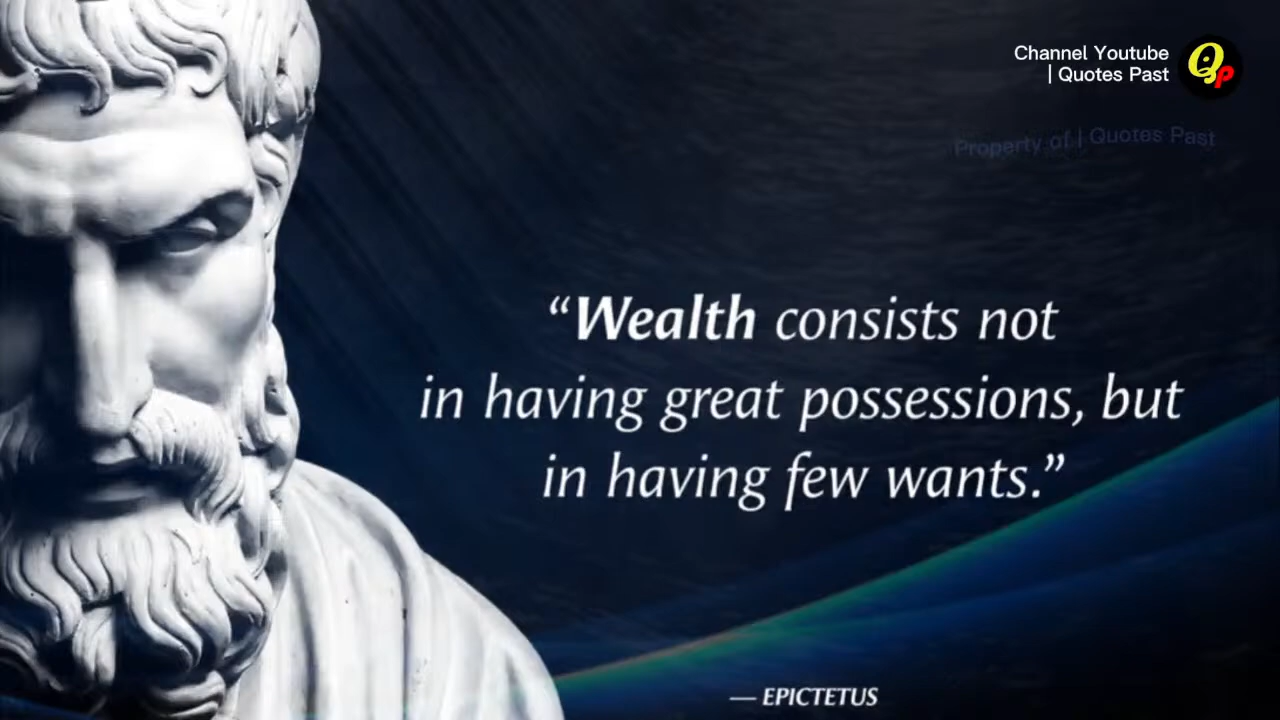 Channel Youtube
| Quotes Past
Qp
Property of | Quotes Past
“Wealth consists not
in having great possessions, but
in having few wants.”
— EPICTETUS